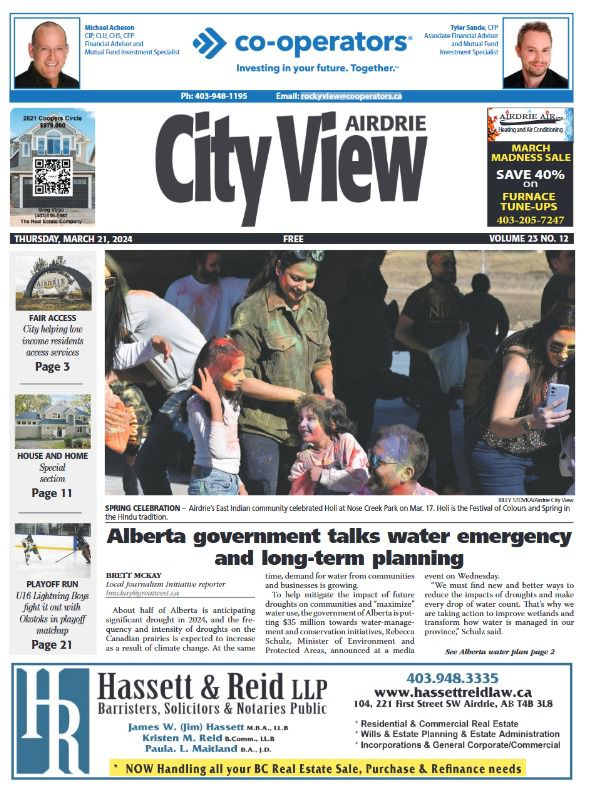 Michael Acheson
CIP, CLU, CHS, CFP
Financial Advisor and
Mutual Fund Investment Specialist
co-operators®
Investing in your future. Together.™
Tyler Sande, CFP
Associate Financial Advisor
and Mutual Fund
Investment Specialist
Ph: 403-948-1195 Email: rockyview@cooperators.ca
2621 Coopers Circle
$979,000
The Real Estate Company
AIRDRIE
City View
AIRDRIE AIR
Heating and Air Conditioning
MARCH
MADNESS SALE
SAVE 40%
on
FURNACE
TUNE-UPS
403-205-7247
THURSDAY, MARCH 21, 2024 FREE VOLUME 23 NO. 12
AIRDRIE
FAIR ACCESS
City helping low
income residents
access services
Page 3
HOUSE AND HOME
Special
section
Page 11
PLAYOFF RUN
U16 Lightning Boys
fight it out with
Okotoks in playoff
matchup
Page 21
RILEY STOVKA/Airdrie City View
SPRING CELEBRATION – Airdrie's East Indian community celebrated Holi at Nose Creek Park on Mar. 17. Holi is the Festival of Colours and Spring in
the Hindu tradition.
Alberta government talks water emergency
and long-term planning
BRETT MCKAY
Local Journalism Initiative reporter
bmckay@greatwest.ca
About half of Alberta is anticipating
significant drought in 2024, and the fre-
quency and intensity of droughts on the
Canadian prairies is expected to increase
as a result of climate change. At the same
time, demand for water from communities
and businesses is growing.
To help mitigate the impact of future
droughts on communities and "maximize"
water use, the government of Alberta is put-
ting $35 million towards water-manage-
ment and conservation initiatives, Rebecca
Schulz, Minister of Environment and
Protected Areas, announced at a media
event on Wednesday.
"We must find new and better ways to
reduce the impacts of droughts and make
every drop of water count. That's why we
are taking action to improve wetlands and
transform how water is managed in our
province," Schulz said.
See Alberta water plan page 2
HR
Hassett & Reid LLP
Barristers, Solicitors & Notaries Public
James W. (Jim) Hassett M.B.A., LL.B
Kristen M. Reid B.Comm., LL.B
Paula. L. Maitland B.A., J.D.
403.948.3335
www.hassettreidlaw.ca
104, 221 First Street SW Airdrie, AB T4B 3L8
* Residential & Commercial Real Estate
* Wills & Estate Planning & Estate Administration
* Incorporations & General Corporate/Commercial
* NOW Handling all your BC Real Estate Sale, Purchase & Refinance needs